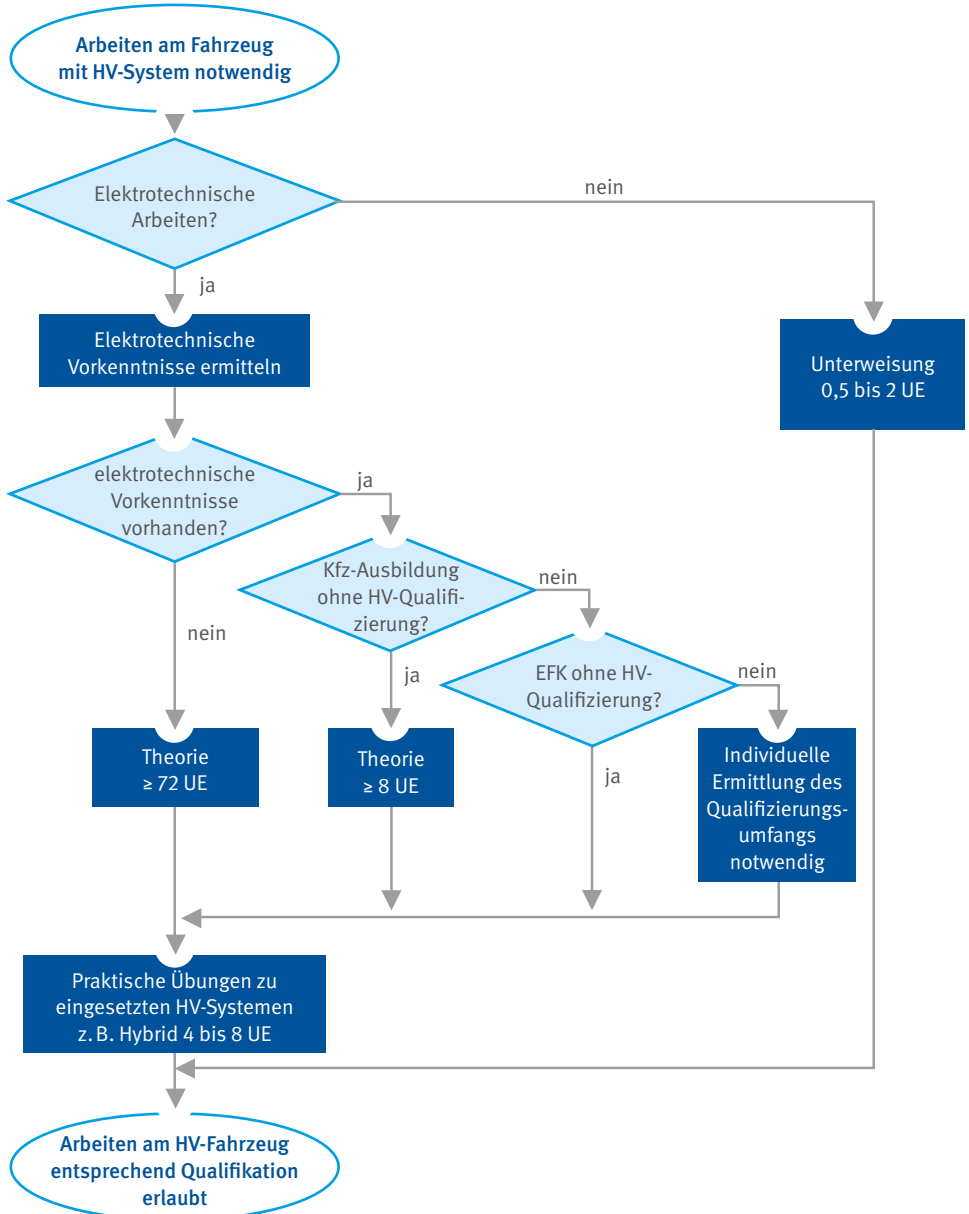 Arbeiten am Fahrzeug
mit HV-System notwendig
Elektrotechnische
Arbeiten?
nein
ja
Elektrotechnische
Vorkenntnisse ermitteln
Unterweisung
0,5 bis 2 UE
elektrotechnische
Vorkenntnisse
vorhanden?
ja
nein
Kfz-Ausbildung
ohne HV-Qualifi-
zierung?
nein
ja
EFK ohne HV-
Qualifizierung?
nein
ja
Theorie
≥ 72 UE
Theorie
≥ 8 UE
Individuelle
Ermittlung des
Qualifizierungs-
umfangs
notwendig
Praktische Übungen zu
eingesetzten HV-Systemen
z. B. Hybrid 4 bis 8 UE
Arbeiten am HV-Fahrzeug
entsprechend Qualifikation
erlaubt